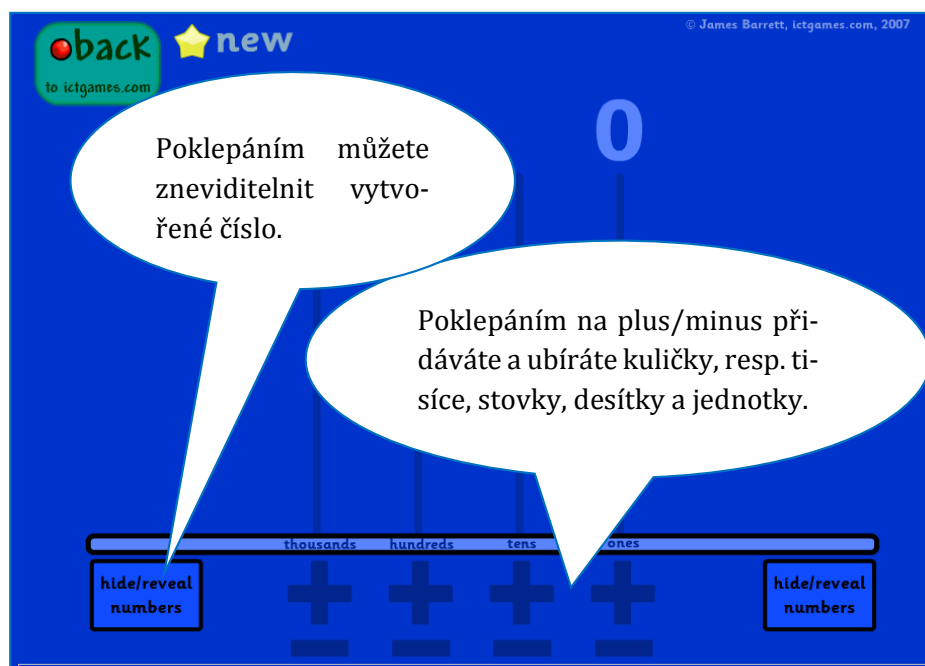 © James Barrett, ictgames.com, 2007
back
new
to ictgames.com
0
Poklepáním můžete
zneviditelnit vytvo-
řené číslo.
Poklepáním na plus/minus při-
dáváte a ubíráte kuličky, resp. ti-
síce, stovky, desítky a jednotky.
thousands hundreds tens ones
hide/reveal
numbers
hide/reveal
numbers